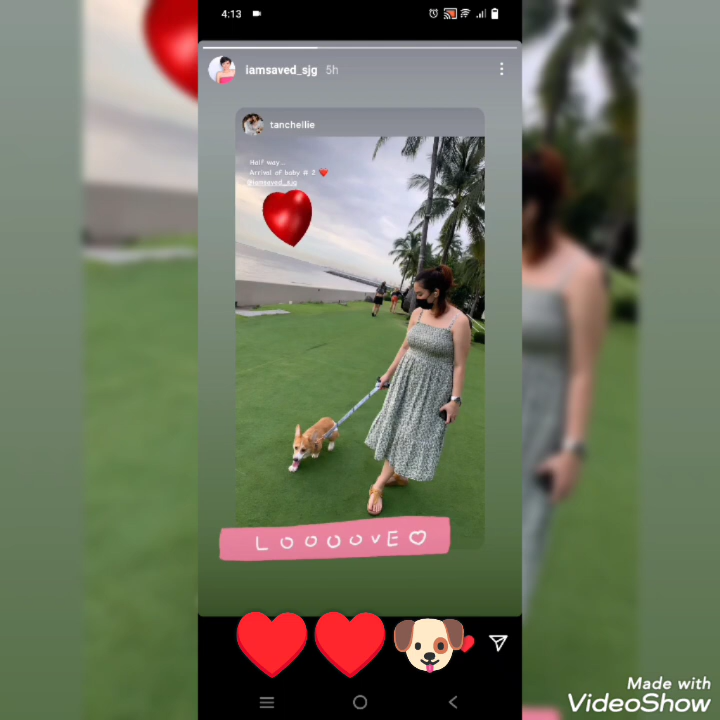 4:13
iamsaved_sjg 5h
tanchellie
Half way...
Arrival of baby # 2
@iamsaved_sjg
LOOOOVE
Made with
VideoShow